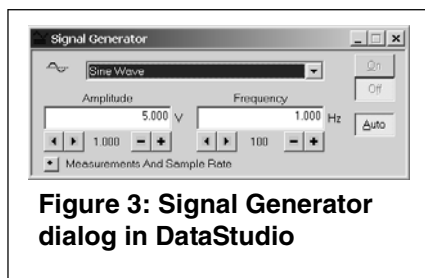 Signal Generator
Sine Wave
On
Off
Auto
Amplitude
5.000 V
1.000
Frequency
1.000 Hz
100
Measurements And Sample Rate
Figure 3: Signal Generator
dialog in DataStudio